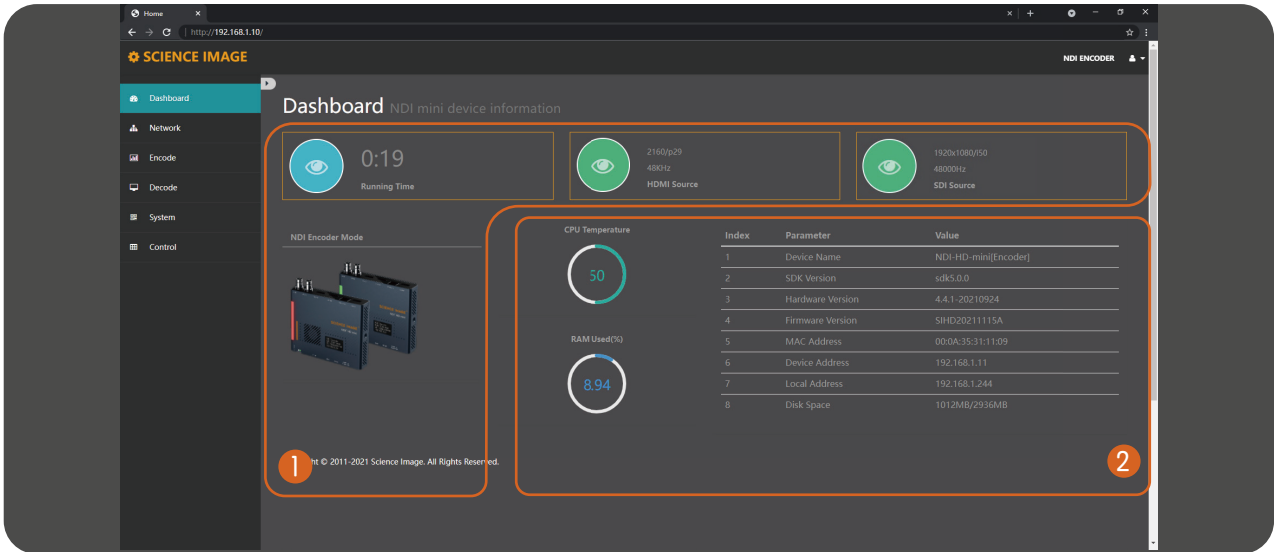 Home
http://192.168.1.10/
SCIENCE IMAGE
NDI ENCODER
Dashboard
Network
Encode
Decode
System
Control
Dashboard NDI mini device information
0:19
Running Time
2160/p29
48KHz
HDMI Source
1920x1080/i50
48000Hz
SDI Source
NDI Encoder Mode
CPU Temperature
50
RAM Used(%)
8.94
Index Parameter Value
1 Device Name NDI-HD-mini[Encoder]
2 SDK Version sdk5.0.0
3 Hardware Version 4.4.1-20210924
4 Firmware Version SIHD20211115A
5 MAC Address 00:0A:35:31:11:09
6 Device Address 192.168.1.11
7 Local Address 192.168.1.244
8 Disk Space 1012MB/2936MB
1
ht © 2011-2021 Science Image. All Rights Reserved.
2